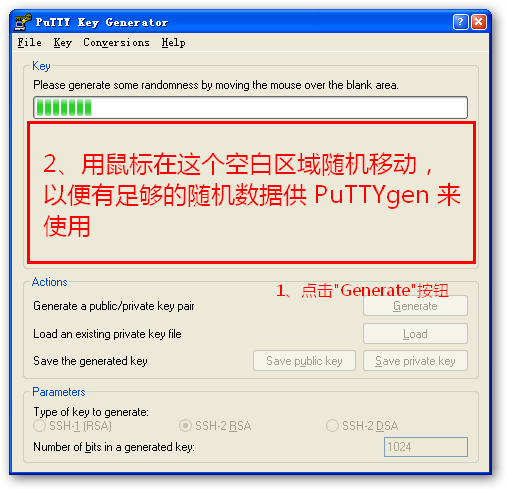 PuTTY Key Generator
File Key Conversions Help
Key
Please generate some randomness by moving the mouse over the blank area.
2、用鼠标在这个空白区域随机移动，
以便有足够的随机数据供 PuTTYgen 来
使用
Actions
1、点击"Generate"按钮
Generate a public/private key pair
Generate
Load an existing private key file
Load
Save the generated key
Save public key
Save private key
Parameters
Type of key to generate:
SSH-1 (RSA)
SSH-2 RSA
SSH-2 DSA
Number of bits in a generated key:
1024